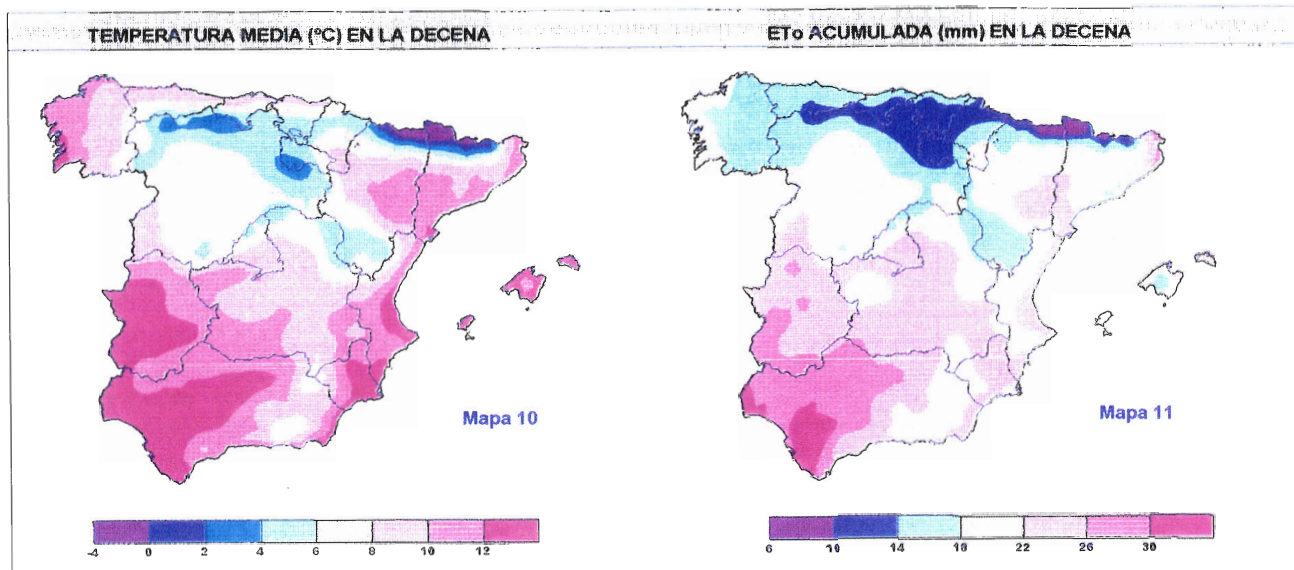 TEMPERATURA MEDIA (ºC) EN LA DECENA
ETo ACUMULADA (mm) EN LA DECENA
Mapa 10
Mapa 11
-4 0 2 4 6 8 10 12
6 10 14 18 22 26 30